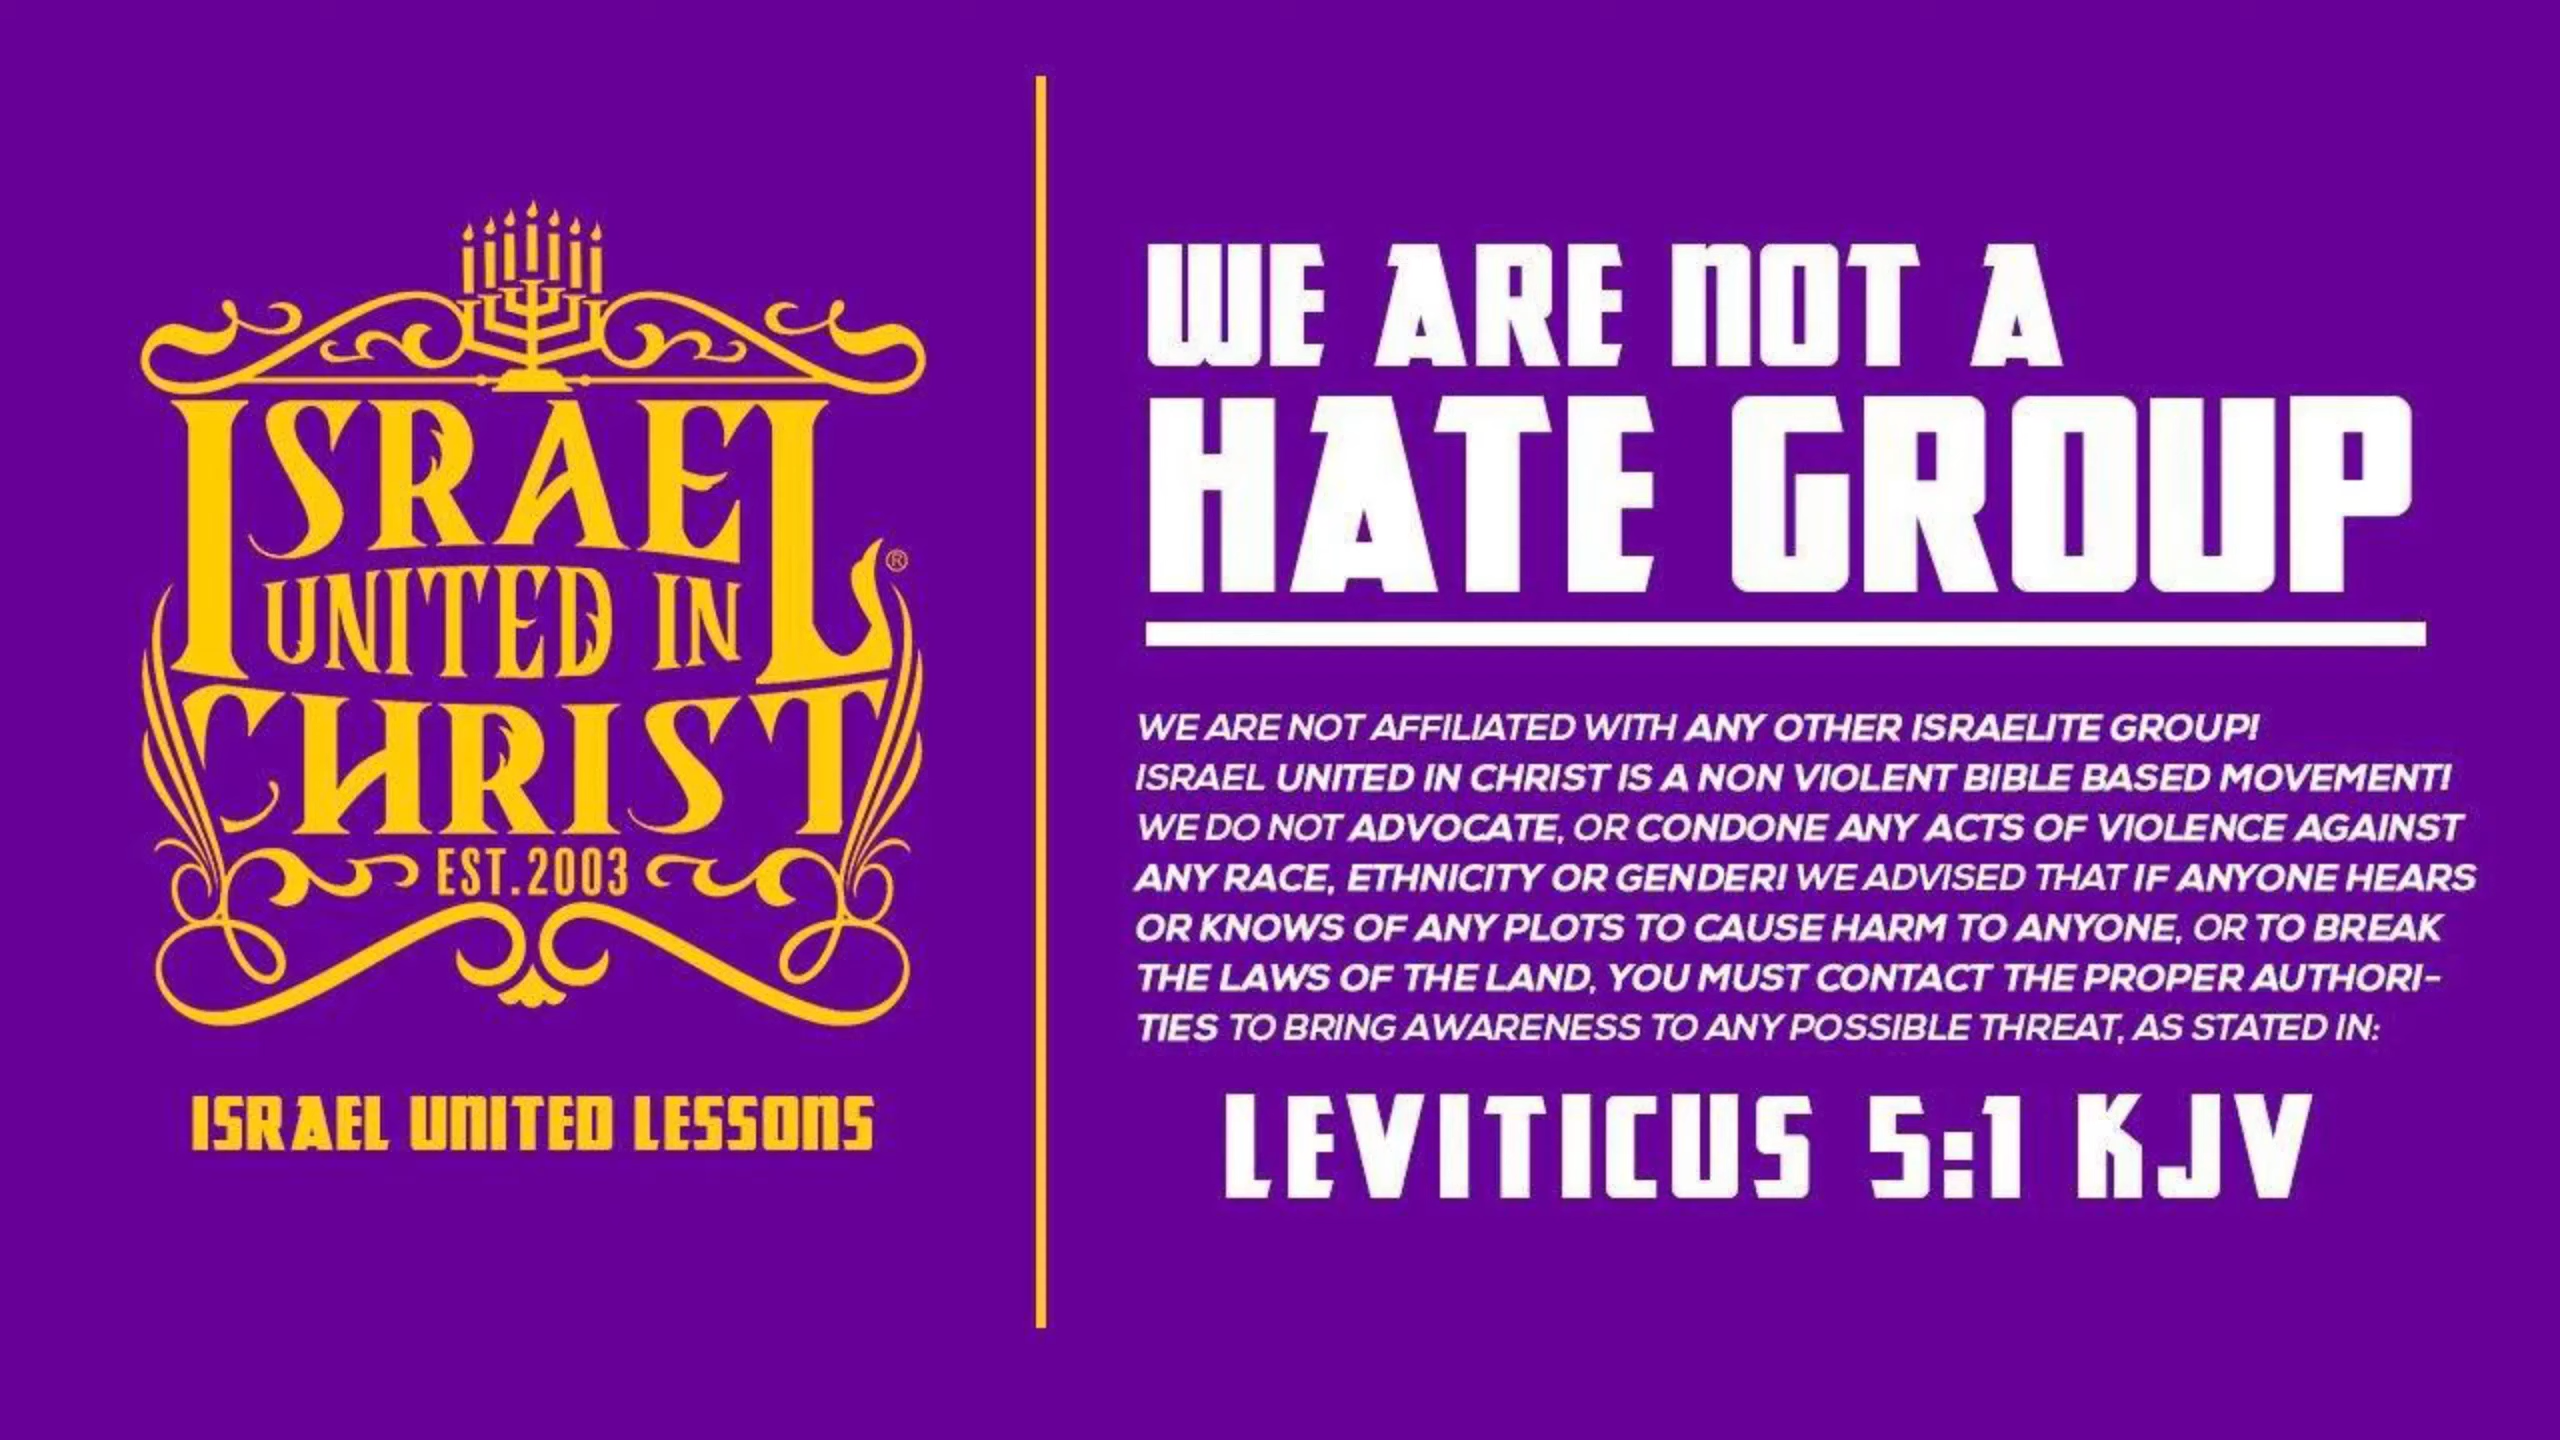 ISRAEL
UNITED IN
CHRIST
®
EST.2003
ISRAEL UNITED LESSONS
WE ARE NOT A
HATE GROUP
WE ARE NOT AFFILIATED WITH ANY OTHER ISRAELITE GROUP!
ISRAEL UNITED IN CHRIST IS A NON VIOLENT BIBLE BASED MOVEMENT!
WE DO NOT ADVOCATE, OR CONDONE ANY ACTS OF VIOLENCE AGAINST
ANY RACE, ETHNICITY OR GENDER! WE ADVISED THAT IF ANYONE HEARS
OR KNOWS OF ANY PLOTS TO CAUSE HARM TO ANYONE, OR TO BREAK
THE LAWS OF THE LAND, YOU MUST CONTACT THE PROPER AUTHORI-
TIES TO BRING AWARENESS TO ANY POSSIBLE THREAT, AS STATED IN:
LEVITICUS 5:1 KJV